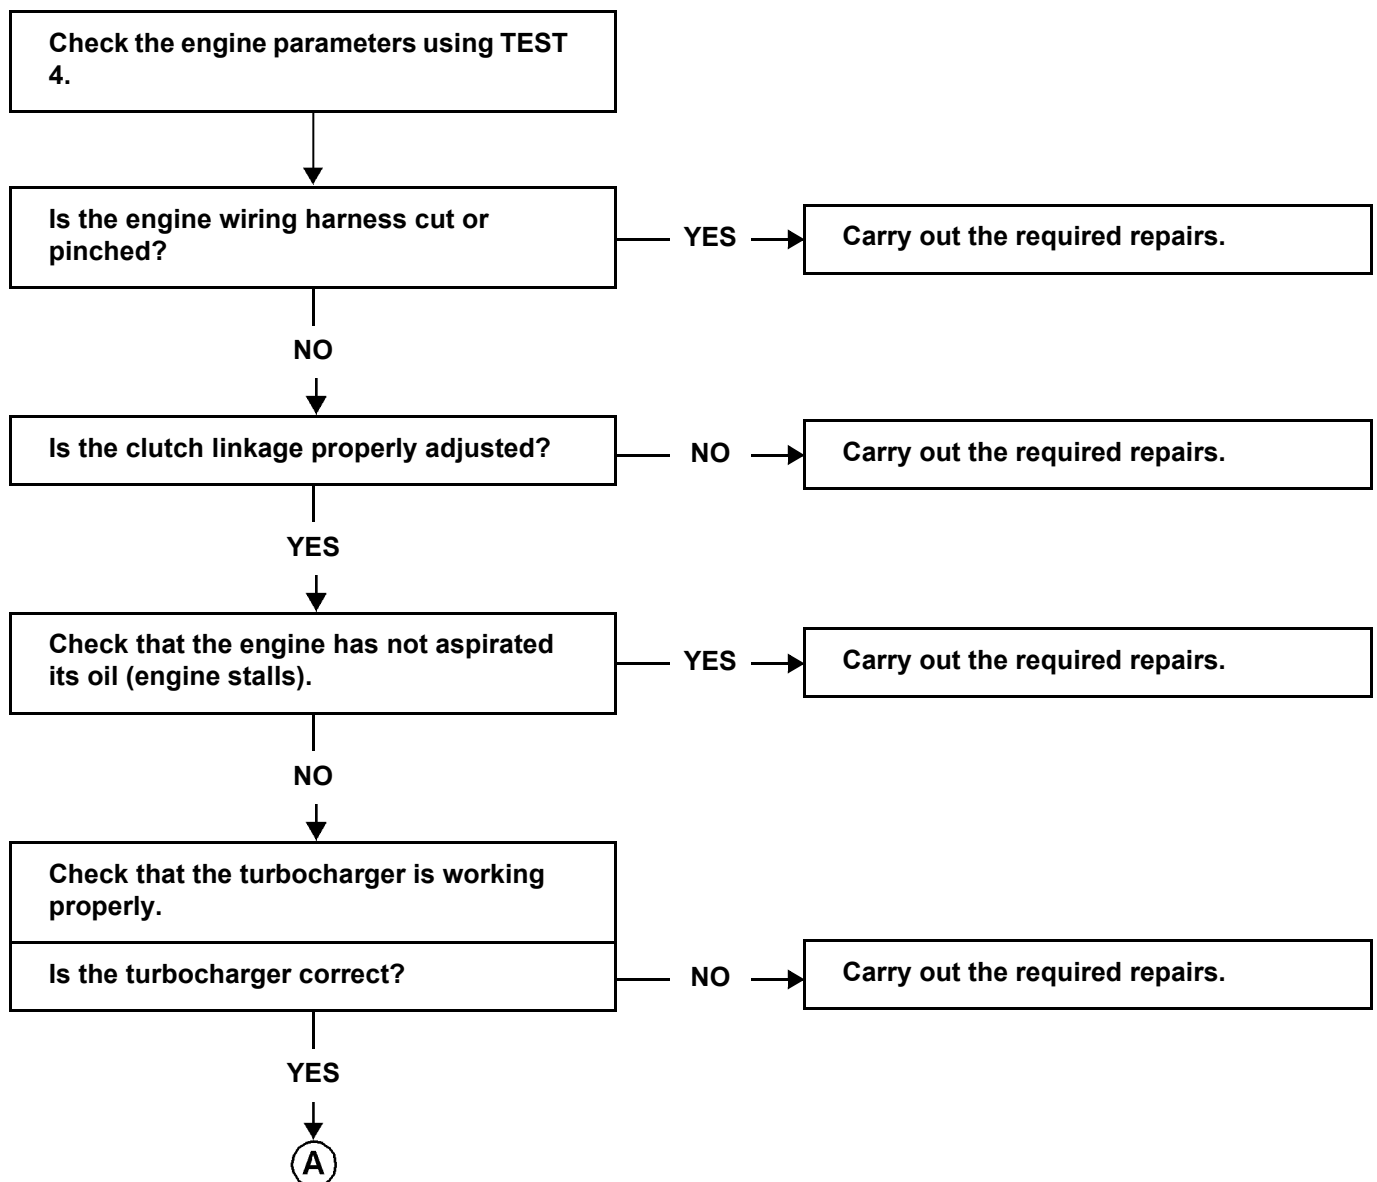 Check the engine parameters using TEST
4.
Is the engine wiring harness cut or
pinched?
YES
Carry out the required repairs.
NO
Is the clutch linkage properly adjusted?
NO
Carry out the required repairs.
YES
Check that the engine has not aspirated
its oil (engine stalls).
YES
Carry out the required repairs.
NO
Check that the turbocharger is working
properly.
Is the turbocharger correct?
NO
Carry out the required repairs.
YES
A